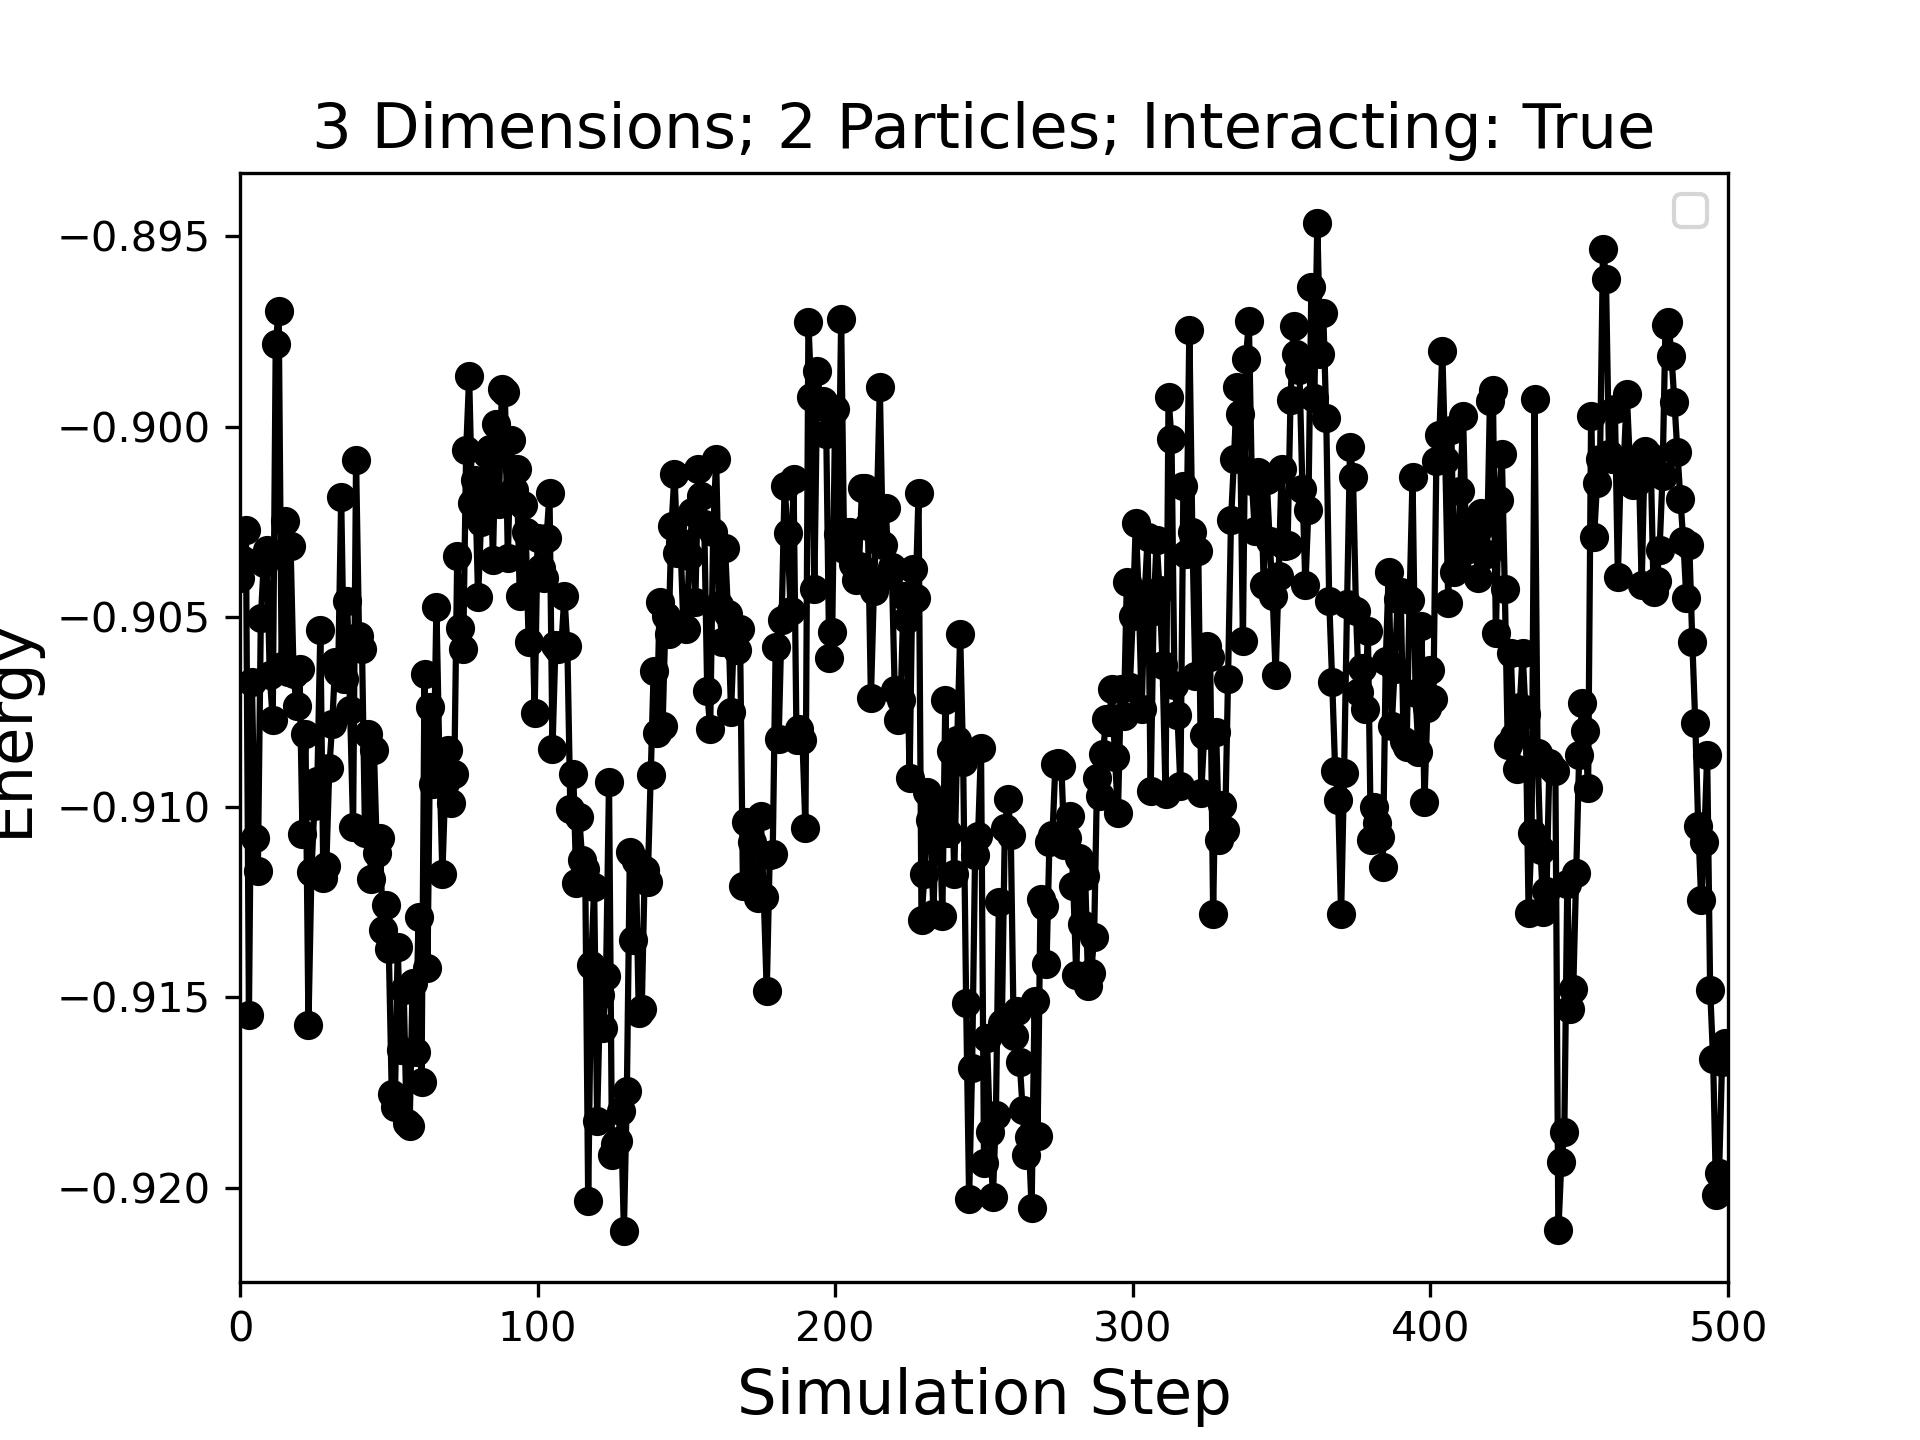 3 Dimensions; 2 Particles; Interacting: True
Energy
−0.895
−0.900
−0.905
−0.910
−0.915
−0.920
0 100 200 300 400 500
Simulation Step